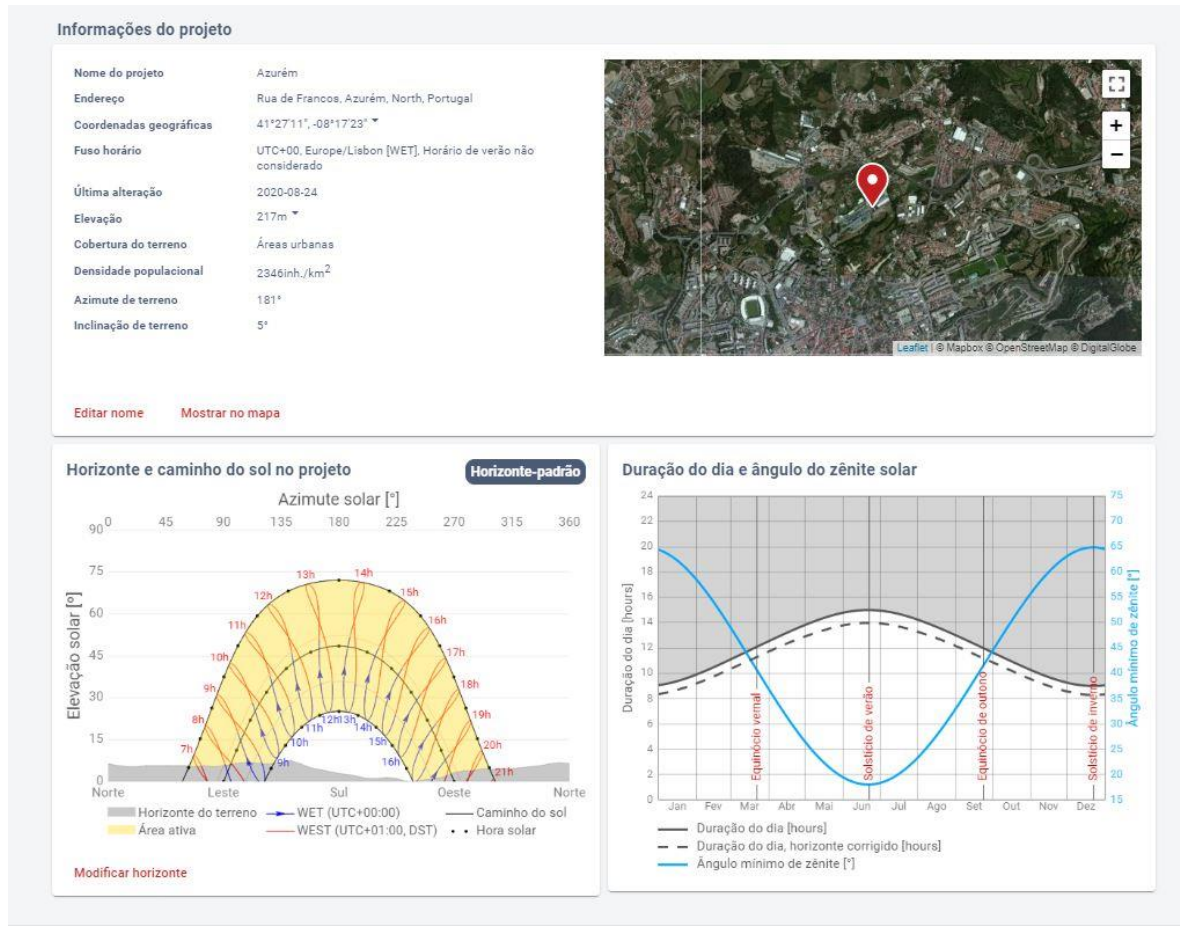 Informações do projeto
Nome do projeto Azurém
Endereço Rua de Francos, Azurém, North, Portugal
Coordenadas geográficas 41°27'11", -08°17'23"
Fuso horário UTC+00, Europe/Lisbon [WET], Horário de verão não
considerado
Última alteração 2020-08-24
Elevação 217m
Cobertura do terreno Áreas urbanas
Densidade populacional 2346inh./km2
Azimute de terreno 181°
Inclinação de terreno 5°
+
−
Leaflet | © Mapbox © OpenStreetMap © DigitalGlobe
Editar nome Mostrar no mapa
Horizonte e caminho do sol no projeto Horizonte-padrão
Azimute solar [°]
0 45 90 135 180 225 270 315 360
90
75
60
45
30
15
0
Elevação solar [º]
7h
8h
9h
10h
11h
12h
13h
14h
15h
16h
17h
18h
19h
20h
21h
9h
10h
11h
12h
13h
14h
15h
16h
Norte Leste Sul Oeste Norte
Horizonte do terreno WET (UTC+00:00) Caminho do sol
Área ativa WEST (UTC+01:00, DST) Hora solar
Modificar horizonte
Duração do dia e ângulo do zênite solar
24
22
20
18
16
14
12
10
8
6
4
2
0
Duração do dia [hours]
75
70
65
60
55
50
45
40
35
30
25
20
15
Ângulo mínimo de zênite [°]
Equinócio vernal
Solstício de verão
Equinócio de outono
Solstício de inverno
Jan Fev Mar Abr Mai Jun Jul Ago Set Out Nov Dez
Duração do dia [hours]
Duração do dia, horizonte corrigido [hours]
Ângulo mínimo de zênite [°]